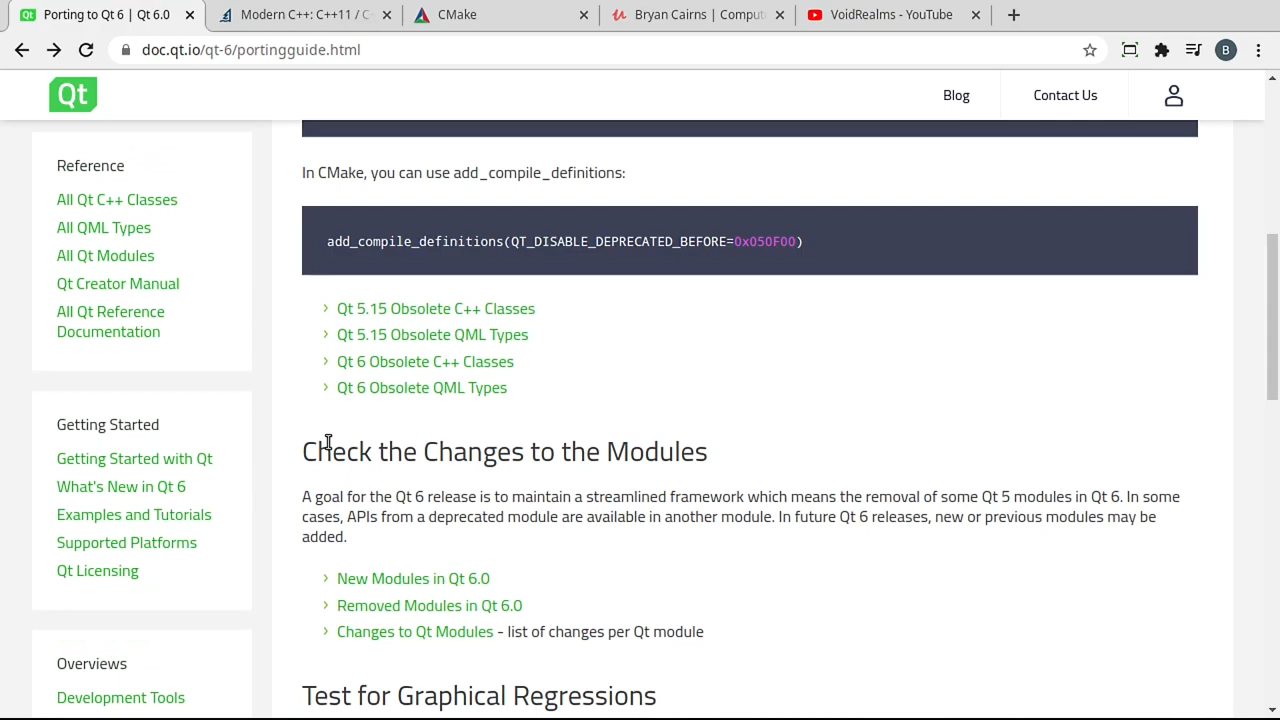 Porting to Qt 6 | Qt 6.0
Modern C++: C++11 / C
CMake
Bryan Cairns | Compute
VoidRealms - YouTube
doc.qt.io/qt-6/portingguide.html
B
Qt
Blog
Contact Us
Reference
All Qt C++ Classes
All QML Types
All Qt Modules
Qt Creator Manual
All Qt Reference
Documentation
Getting Started
Getting Started with Qt
What's New in Qt 6
Examples and Tutorials
Supported Platforms
Qt Licensing
Overviews
Development Tools
In CMake, you can use add_compile_definitions:
add_compile_definitions(QT_DISABLE_DEPRECATED_BEFORE=0x050F00)
Qt 5.15 Obsolete C++ Classes
Qt 5.15 Obsolete QML Types
Qt 6 Obsolete C++ Classes
Qt 6 Obsolete QML Types
Check the Changes to the Modules
A goal for the Qt 6 release is to maintain a streamlined framework which means the removal of some Qt 5 modules in Qt 6. In some
cases, APIs from a deprecated module are available in another module. In future Qt 6 releases, new or previous modules may be
added.
New Modules in Qt 6.0
Removed Modules in Qt 6.0
Changes to Qt Modules - list of changes per Qt module
Test for Graphical Regressions